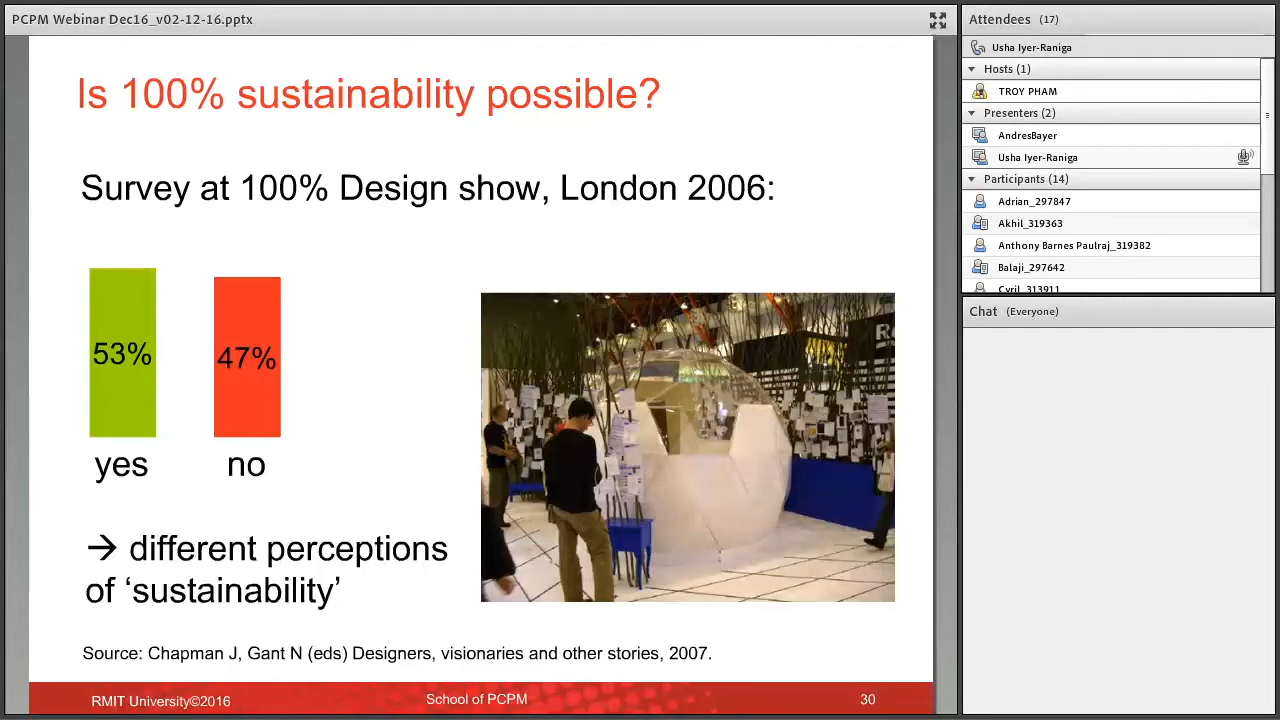 PCPM Webinar Dec16_v02-12-16.pptx
Is 100% sustainability possible?
Survey at 100% Design show, London 2006:
53%
47%
yes
no
→ different perceptions
of ‘sustainability’
Source: Chapman J, Gant N (eds) Designers, visionaries and other stories, 2007.
RMIT University©2016
School of PCPM
30
Attendees (17)
Usha Iyer-Raniga
Hosts (1)
TROY PHAM
Presenters (2)
AndresBayer
Usha Iyer-Raniga
Participants (14)
Adrian_297847
Akhil_319363
Anthony Barnes Paulraj_319382
Balaji_297642
Cyril_313911
Chat (Everyone)